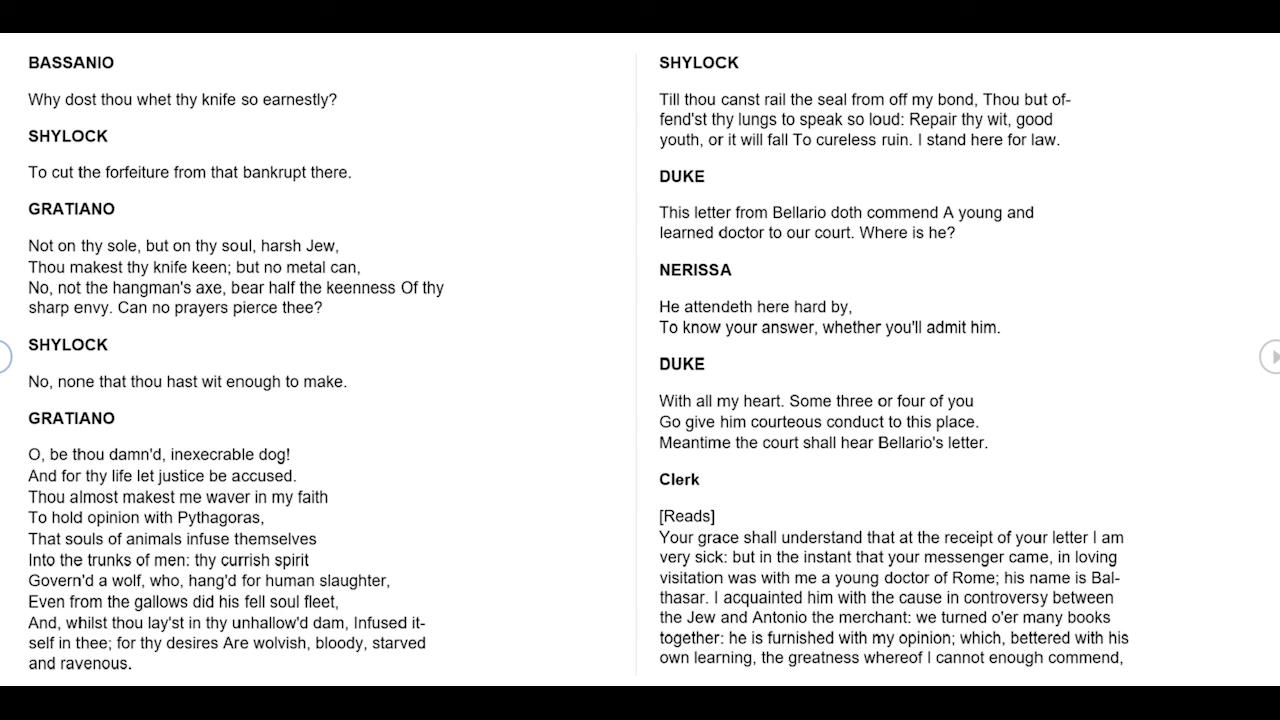 BASSANIO
Why dost thou whet thy knife so earnestly?
SHYLOCK
To cut the forfeiture from that bankrupt there.
GRATIANO
Not on thy sole, but on thy soul, harsh Jew,
Thou makest thy knife keen; but no metal can,
No, not the hangman's axe, bear half the keenness Of thy
sharp envy. Can no prayers pierce thee?
SHYLOCK
No, none that thou hast wit enough to make.
GRATIANO
O, be thou damn'd, inexecrable dog!
And for thy life let justice be accused.
Thou almost makest me waver in my faith
To hold opinion with Pythagoras,
That souls of animals infuse themselves
Into the trunks of men: thy currish spirit
Govern'd a wolf, who, hang'd for human slaughter,
Even from the gallows did his fell soul fleet,
And, whilst thou lay'st in thy unhallow'd dam, Infused it-
self in thee; for thy desires Are wolvish, bloody, starved
and ravenous.
SHYLOCK
Till thou canst rail the seal from off my bond, Thou but of-
fend'st thy lungs to speak so loud: Repair thy wit, good
youth, or it will fall To cureless ruin. I stand here for law.
DUKE
This letter from Bellario doth commend A young and
learned doctor to our court. Where is he?
NERISSA
He attendeth here hard by,
To know your answer, whether you'll admit him.
DUKE
With all my heart. Some three or four of you
Go give him courteous conduct to this place.
Meantime the court shall hear Bellario's letter.
Clerk
[Reads]
Your grace shall understand that at the receipt of your letter I am
very sick: but in the instant that your messenger came, in loving
visitation was with me a young doctor of Rome; his name is Bal-
thasar. I acquainted him with the cause in controversy between
the Jew and Antonio the merchant: we turned o'er many books
together: he is furnished with my opinion; which, bettered with his
own learning, the greatness whereof I cannot enough commend,